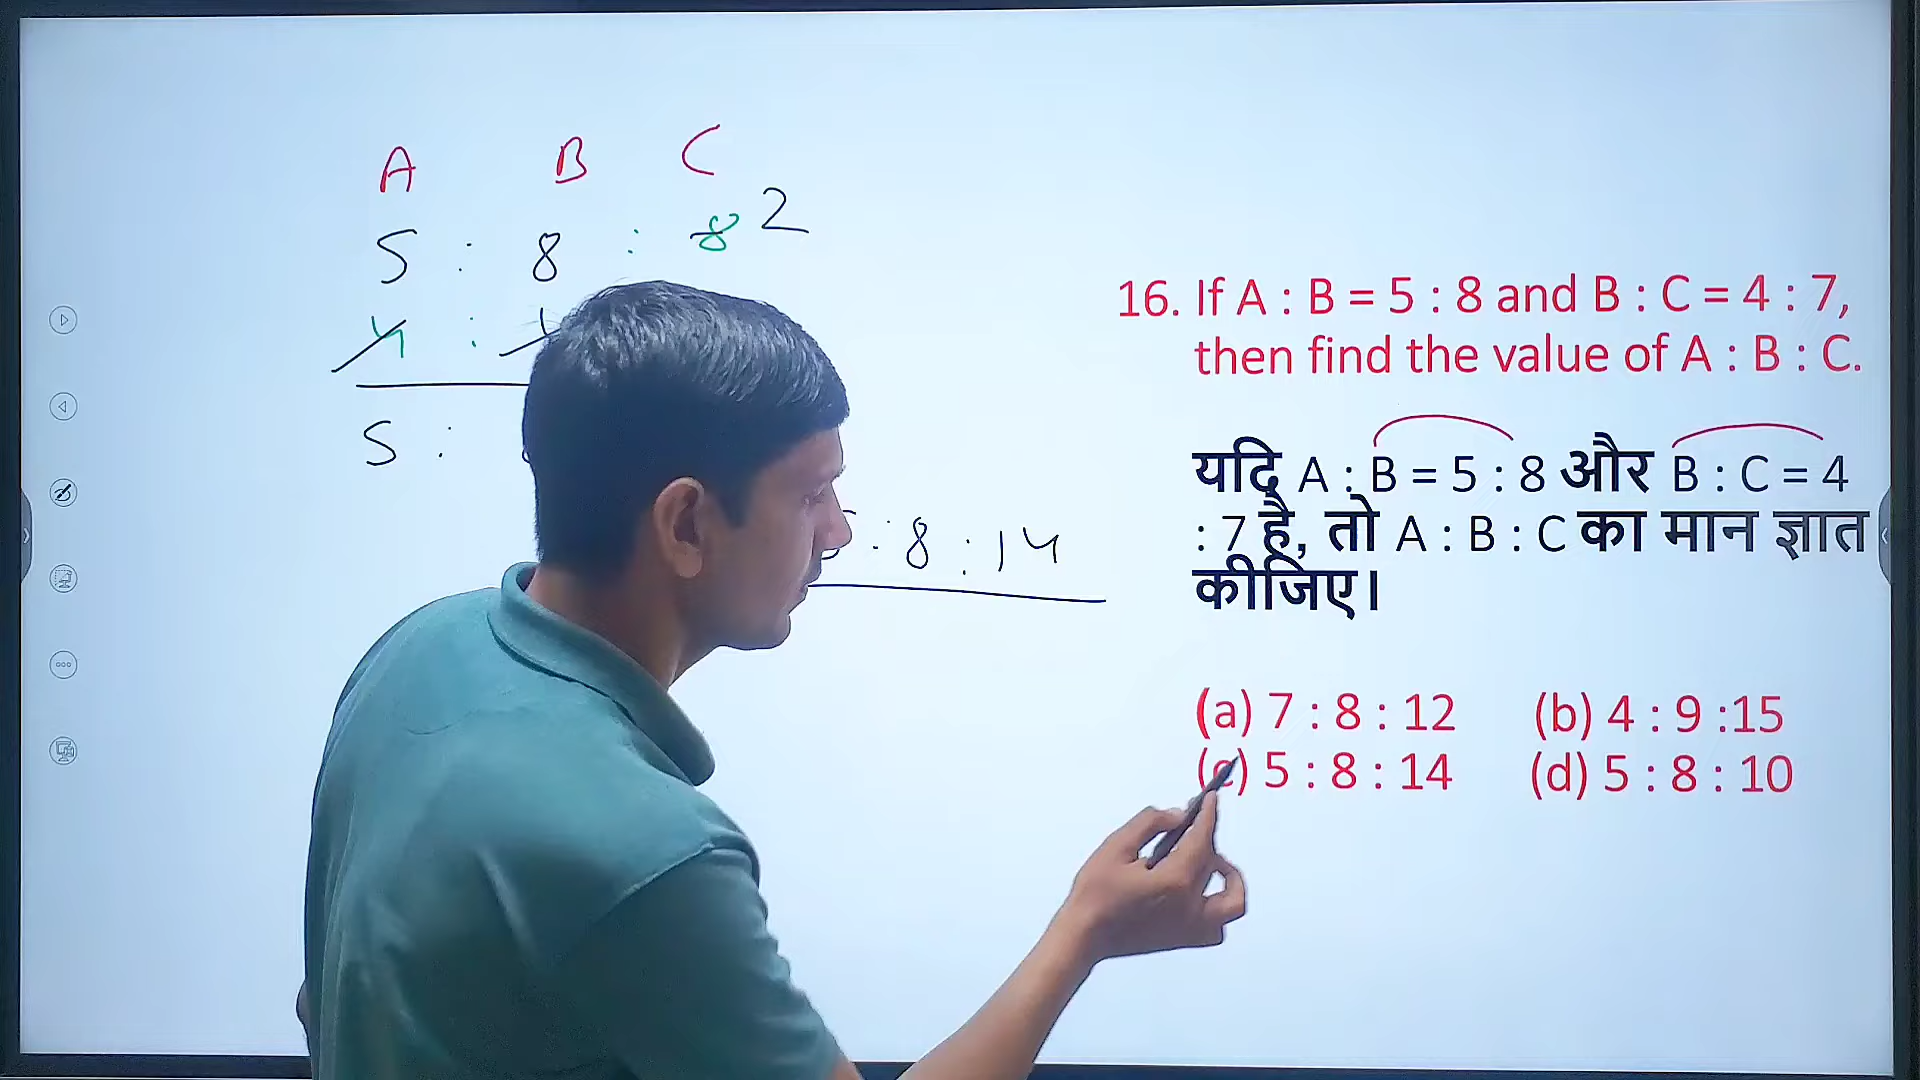 A B C
5 : 8 : 8 2
4 :
5 :
: 8 : 14
16. If A : B = 5 : 8 and B : C = 4 : 7,
then find the value of A : B : C.
यदि A : B = 5 : 8 और B : C = 4
: 7 है, तो A : B : C का मान ज्ञात
कीजिए।
(a) 7 : 8 : 12 (b) 4 : 9 :15
(c) 5 : 8 : 14 (d) 5 : 8 : 10